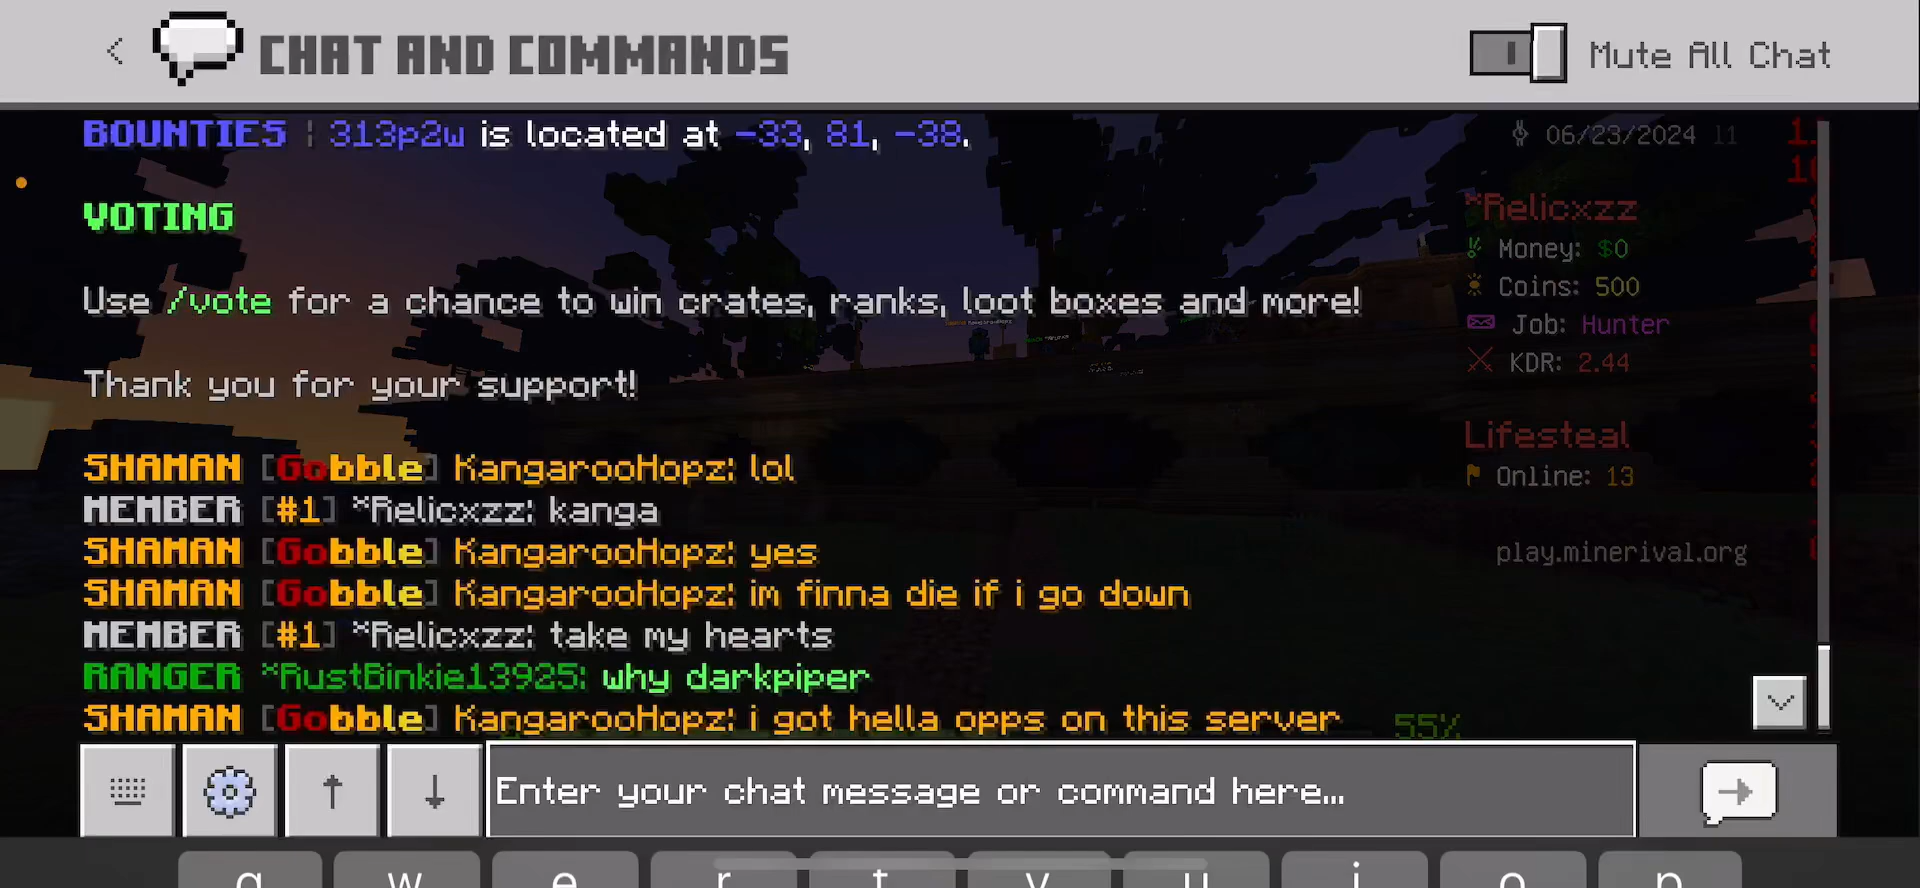 CHAT AND COMMANDS
Mute All Chat
BOUNTIES | 313p2w is located at -33, 81, -38.
06/23/2024 l1
VOTING
*Relicxzz
Money: $0
Use /vote for a chance to win crates, ranks, loot boxes and more!
Coins: 500
Job: Hunter
KDR: 2.44
Thank you for your support!
Lifesteal
SHAMAN [Gobble] KangarooHopz: lol
Online: 13
MEMBER [#1] *Relicxzz: kanga
SHAMAN [Gobble] KangarooHopz: yes
play.minerival.org
SHAMAN [Gobble] KangarooHopz: im finna die if i go down
MEMBER [#1] *Relicxzz: take my hearts
RANGER *RustBinkie13925: why darkpiper
SHAMAN [Gobble] KangarooHopz: i got hella opps on this server
55%
Enter your chat message or command here...
q w e r t y u i o p